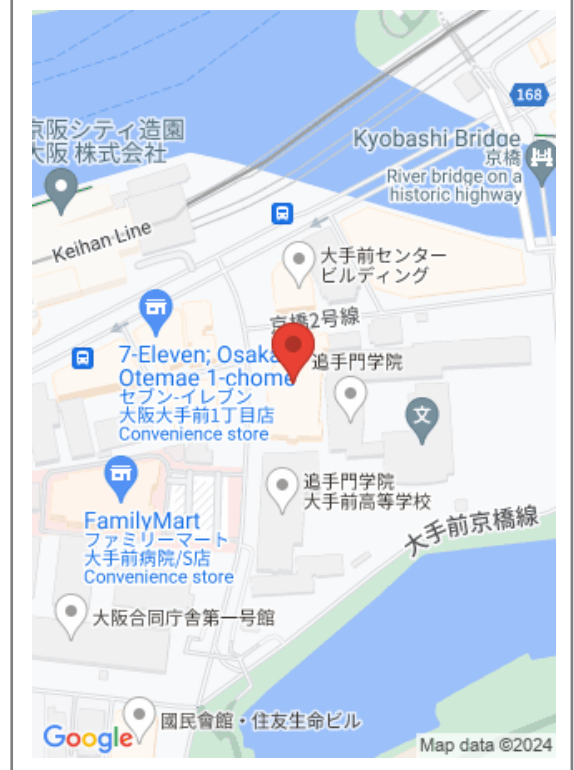 168
京阪シティ造園
大阪 株式会社
Kyobashi Bridge
京橋
River bridge on a
historic highway
Keihan Line
大手前センター
ビルディング
京橋2号線
7-Eleven; Osaka
Otemae 1-chome
セブン-イレブン
大阪大手前1丁目店
Convenience store
追手門学院
追手門学院
大手前高等学校
FamilyMart
ファミリーマート
大手前病院/S店
Convenience store
大手前京橋線
大阪合同庁舎第一号館
國民會館・住友生命ビル
Google
Map data ©2024